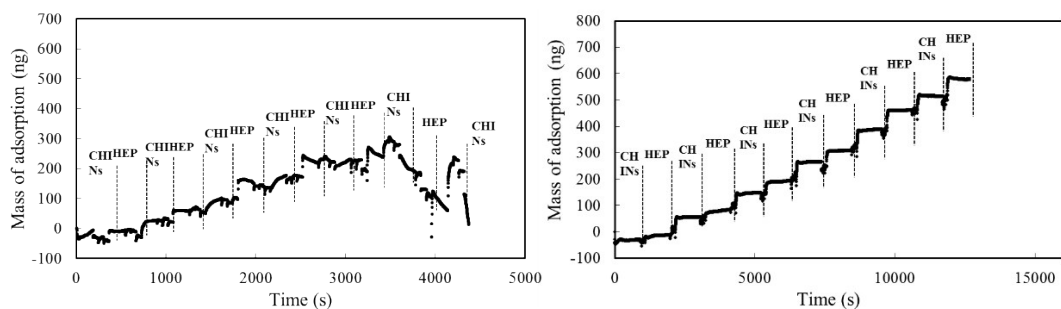 Mass of adsorption (ng)
700
600
500
400
300
200
100
0
-100
CHI
Ns
HEP
CHI
Ns
HEP
CHI
Ns
HEP
CHI
Ns
HEP
CHI
Ns
HEP
CHI
Ns
HEP
CHI
Ns
0
1000
2000
3000
4000
5000
Time (s)
Mass of adsorption (ng)
800
700
600
500
400
300
200
100
0
-100
CH
INs
HEP
CH
INs
HEP
CH
INs
HEP
CH
INs
HEP
CH
INs
HEP
CH
INs
HEP
0
5000
10000
15000
Time (s)